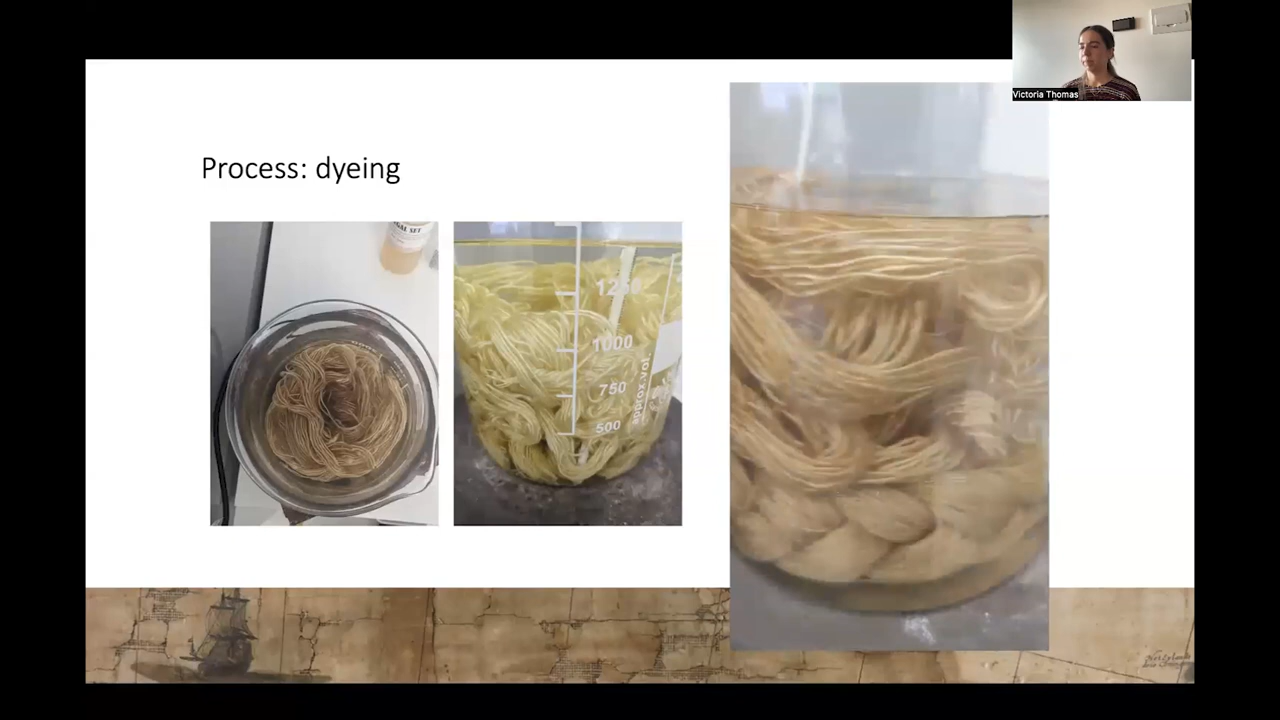 Victoria Thomas
Process: dyeing
1250
1000
750
500
approx.vol.